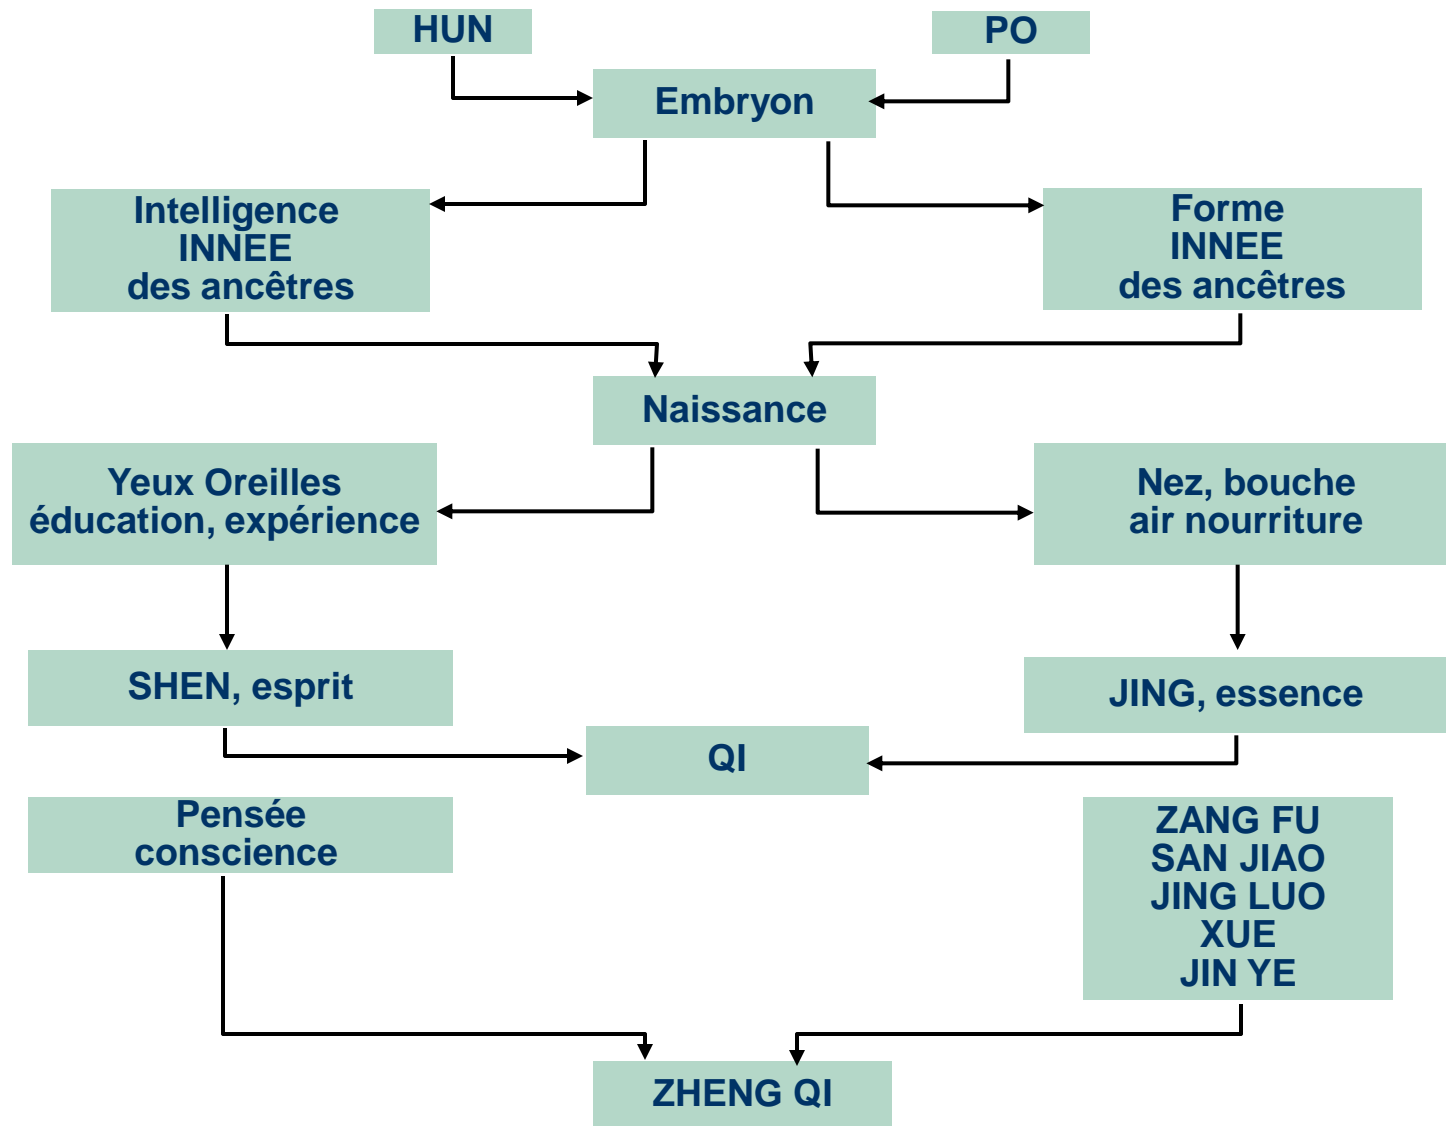 HUN
PO
Embryon
Intelligence
INNEE
des ancêtres
Forme
INNEE
des ancêtres
Naissance
Yeux Oreilles
éducation, expérience
Nez, bouche
air nourriture
SHEN, esprit
JING, essence
QI
Pensée
conscience
ZANG FU
SAN JIAO
JING LUO
XUE
JIN YE
ZHENG QI